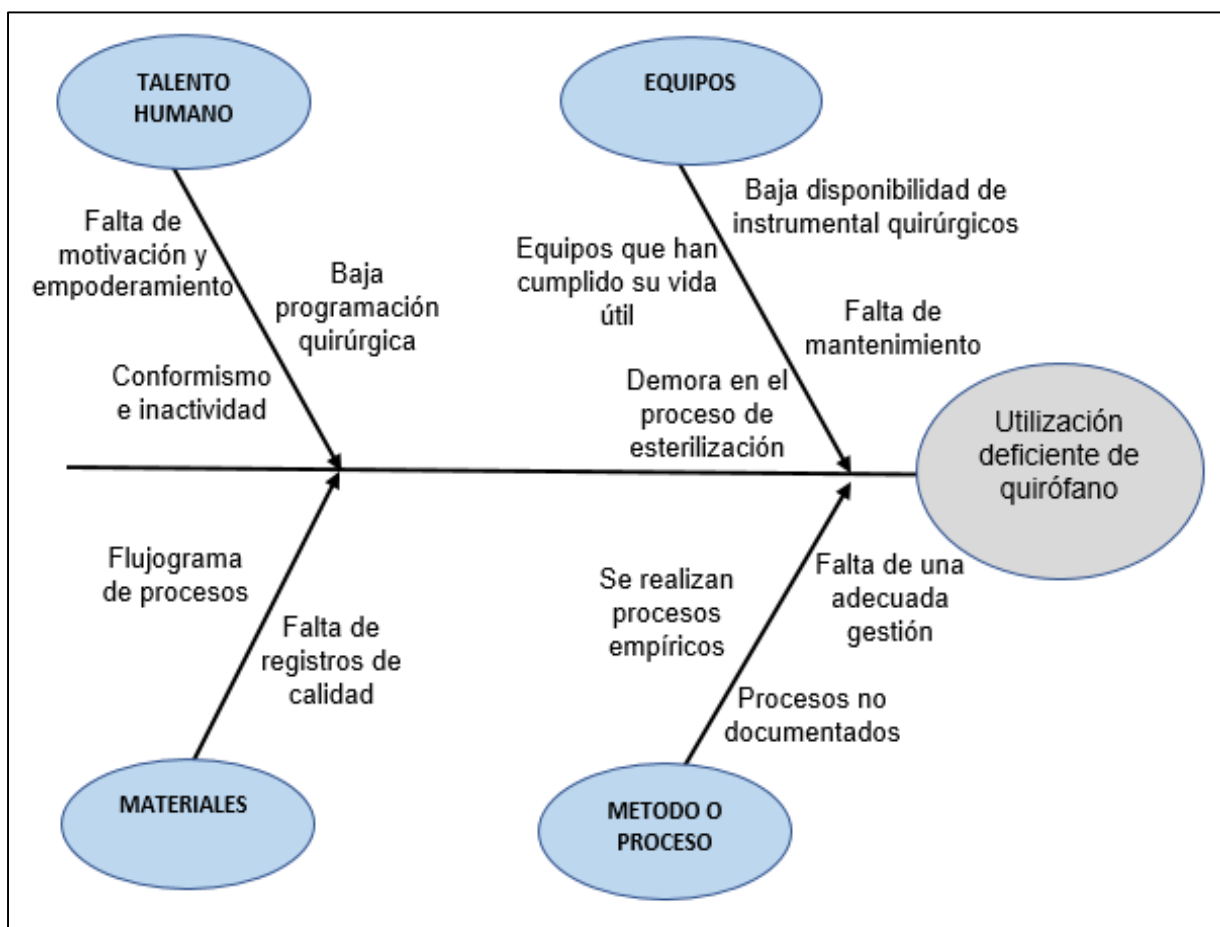 TALENTO
HUMANO
EQUIPOS
Falta de
motivación y
empoderamiento
Baja
programación
quirúrgica
Conformismo
e inactividad
Baja disponibilidad de
instrumental quirúrgicos
Equipos que han
cumplido su vida
útil
Falta de
mantenimiento
Demora en el
proceso de
esterilización
Utilización
deficiente de
quirófano
Flujograma
de procesos
Falta de
registros de
calidad
Se realizan
procesos
empíricos
Falta de una
adecuada
gestión
Procesos no
documentados
MATERIALES
METODO O
PROCESO